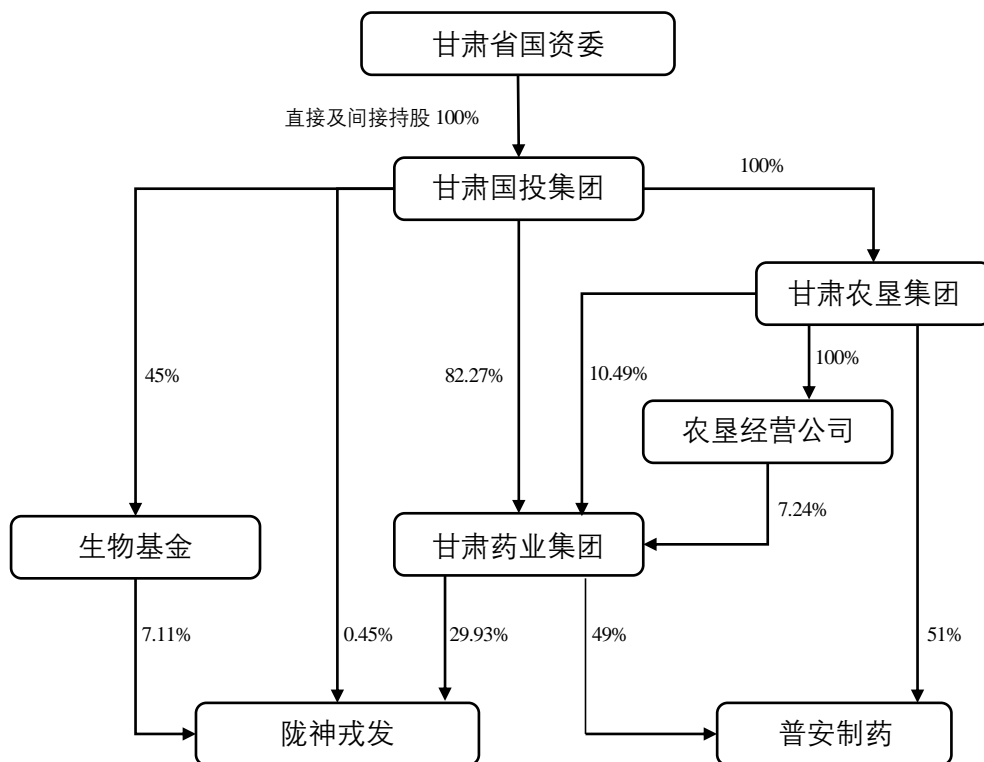 甘肃省国资委
直接及间接持股 100%
甘肃国投集团
100%
甘肃农垦集团
45%
82.27%
10.49%
100%
农垦经营公司
7.24%
生物基金
甘肃药业集团
7.11%
0.45%
29.93%
49%
51%
陇神戎发
普安制药